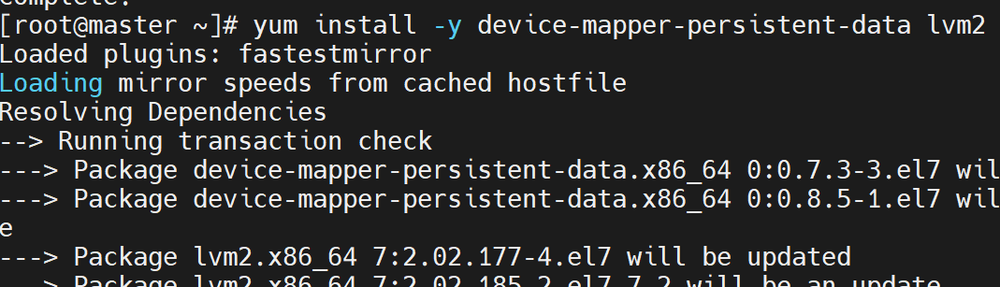 Complete!
[root@master ~]# yum install -y device-mapper-persistent-data lvm2
Loaded plugins: fastestmirror
Loading mirror speeds from cached hostfile
Resolving Dependencies
--> Running transaction check
---> Package device-mapper-persistent-data.x86_64 0:0.7.3-3.el7 wil
---> Package device-mapper-persistent-data.x86_64 0:0.8.5-1.el7 wil
e
---> Package lvm2.x86_64 7:2.02.177-4.el7 will be updated
---> Package lvm2.x86_64 7:2.02.185-2.el7_7.2 will be an update